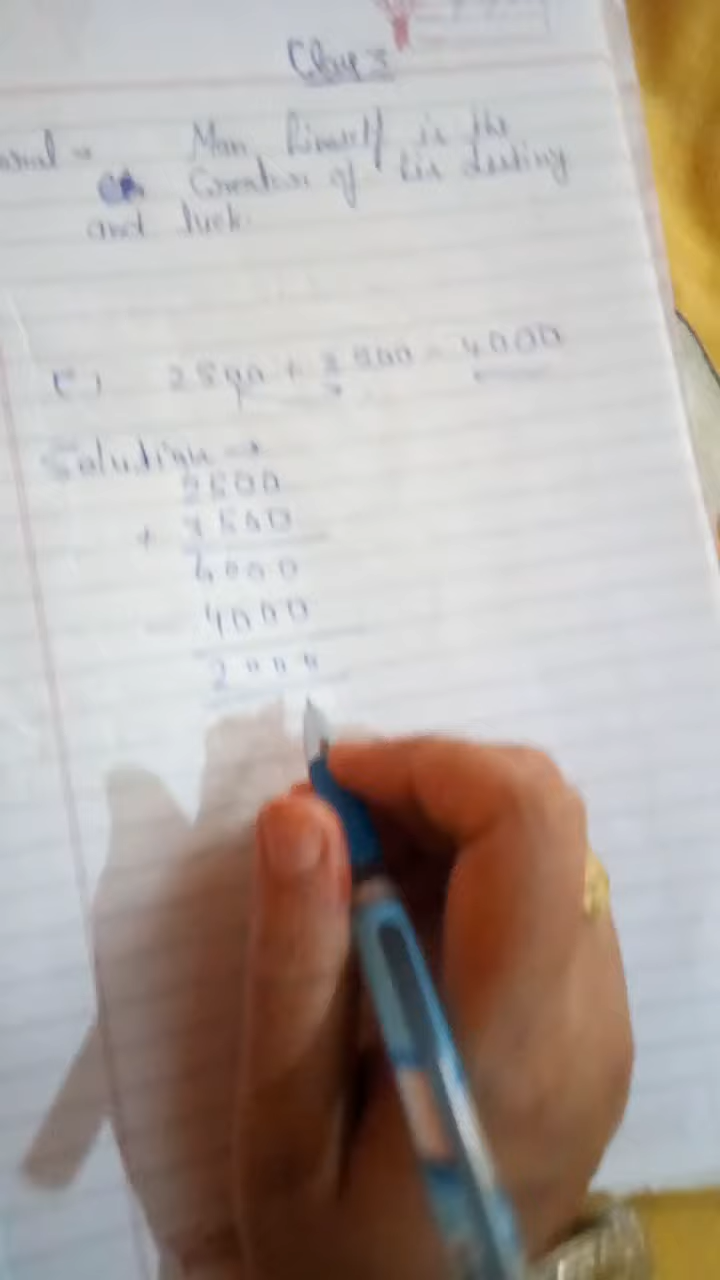 Class 3
Man himself is the
Creator of his destiny
and luck.
C) 2500 + 3500 - 4000
Solution →
2500
+ 3500
6000
4000
2000